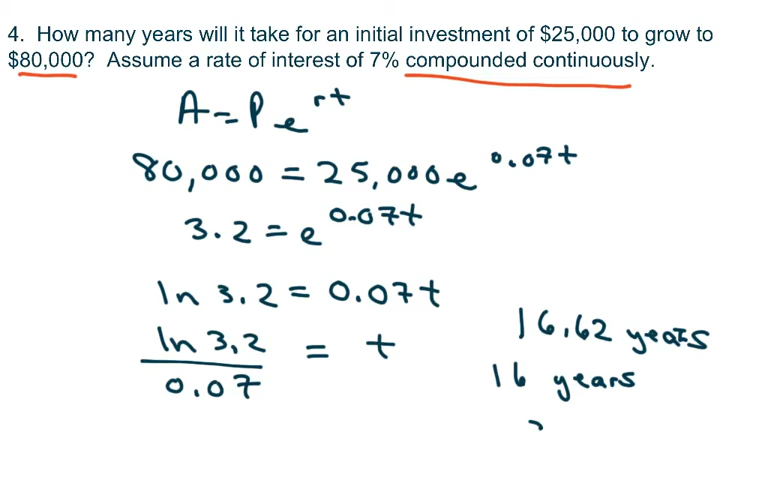 4. How many years will it take for an initial investment of $25,000 to grow to
$80,000? Assume a rate of interest of 7% compounded continuously.
A = Pe^rt
80,000 = 25,000e^0.07t
3.2 = e^0.07t
ln 3.2 = 0.07t
ln 3.2 / 0.07 = t
16.62 years
16 years